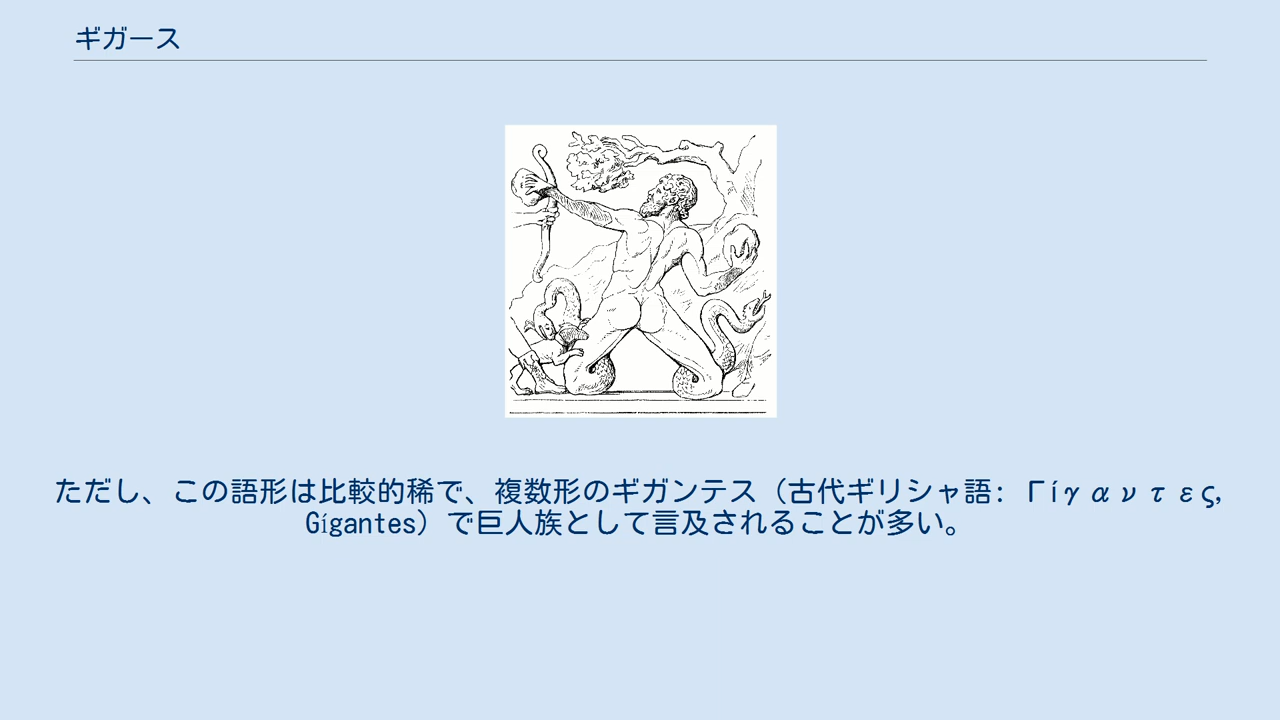 ギガース
ただし、この語形は比較的稀で、複数形のギガンテス（古代ギリシャ語: Γίγαντες,
Gígantes）で巨人族として言及されることが多い。